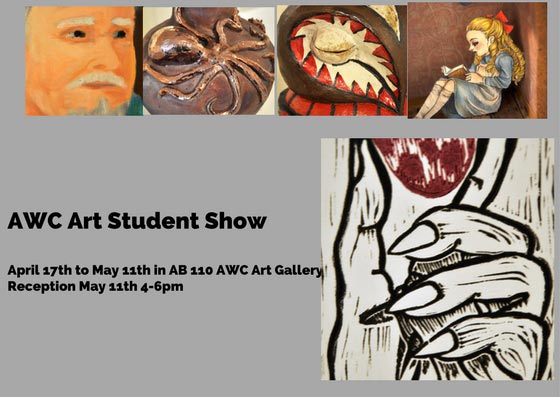 AWC Art Student Show
April 17th to May 11th in AB 110 AWC Art Gallery
Reception May 11th 4-6pm